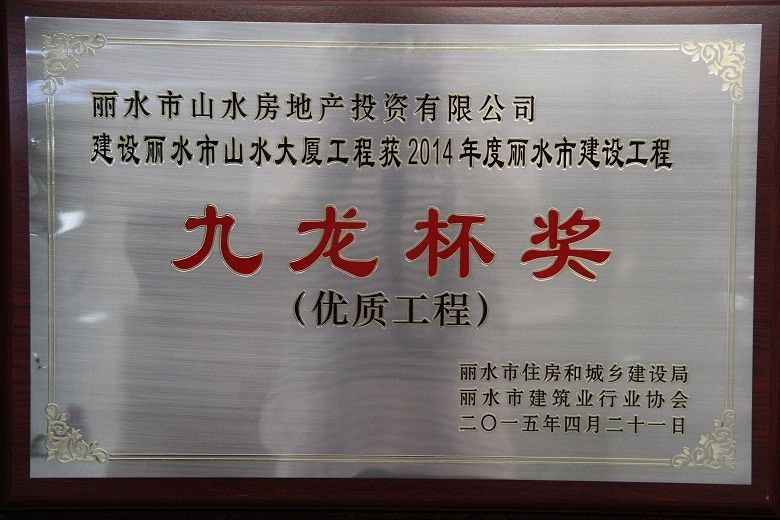 丽水市山水房地产投资有限公司
建设丽水市山水大厦工程获2014年度丽水市建设工程
九龙杯奖
（优质工程）
丽水市住房和城乡建设局
丽水市建筑业行业协会
二〇一五年四月二十一日